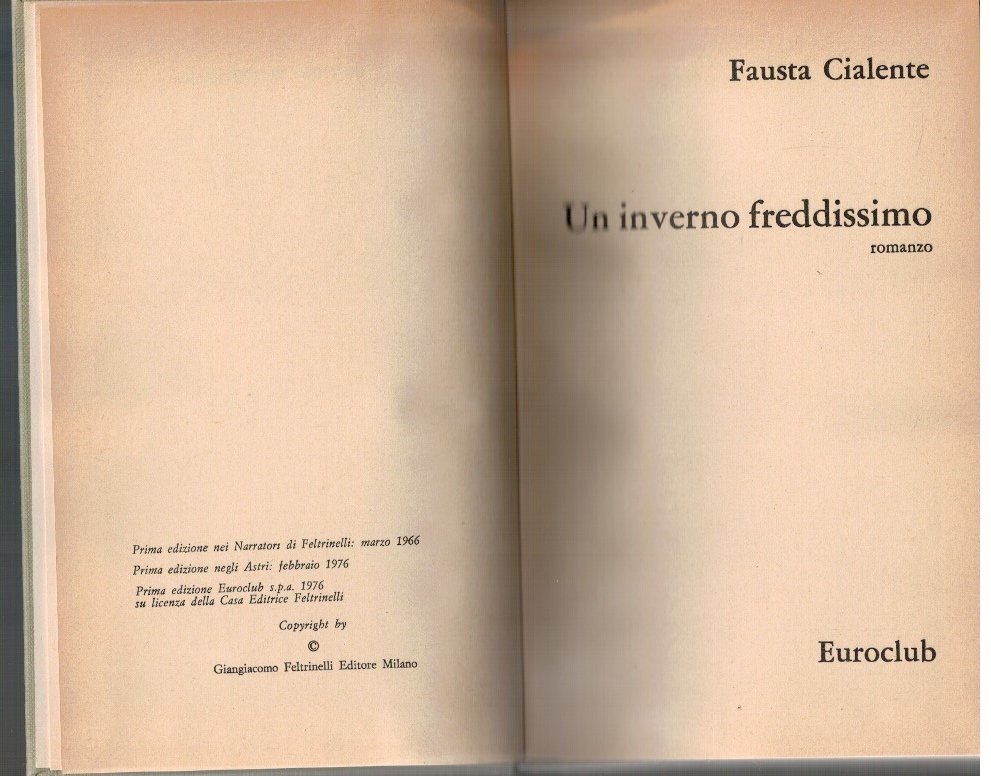 Prima edizione nei Narratori di Feltrinelli: marzo 1966
Prima edizione negli Astri: febbraio 1976
Prima edizione Euroclub s.p.a. 1976
su licenza della Casa Editrice Feltrinelli
Copyright by
©
Giangiacomo Feltrinelli Editore Milano
Fausta Cialente
Un inverno freddissimo
romanzo
Euroclub